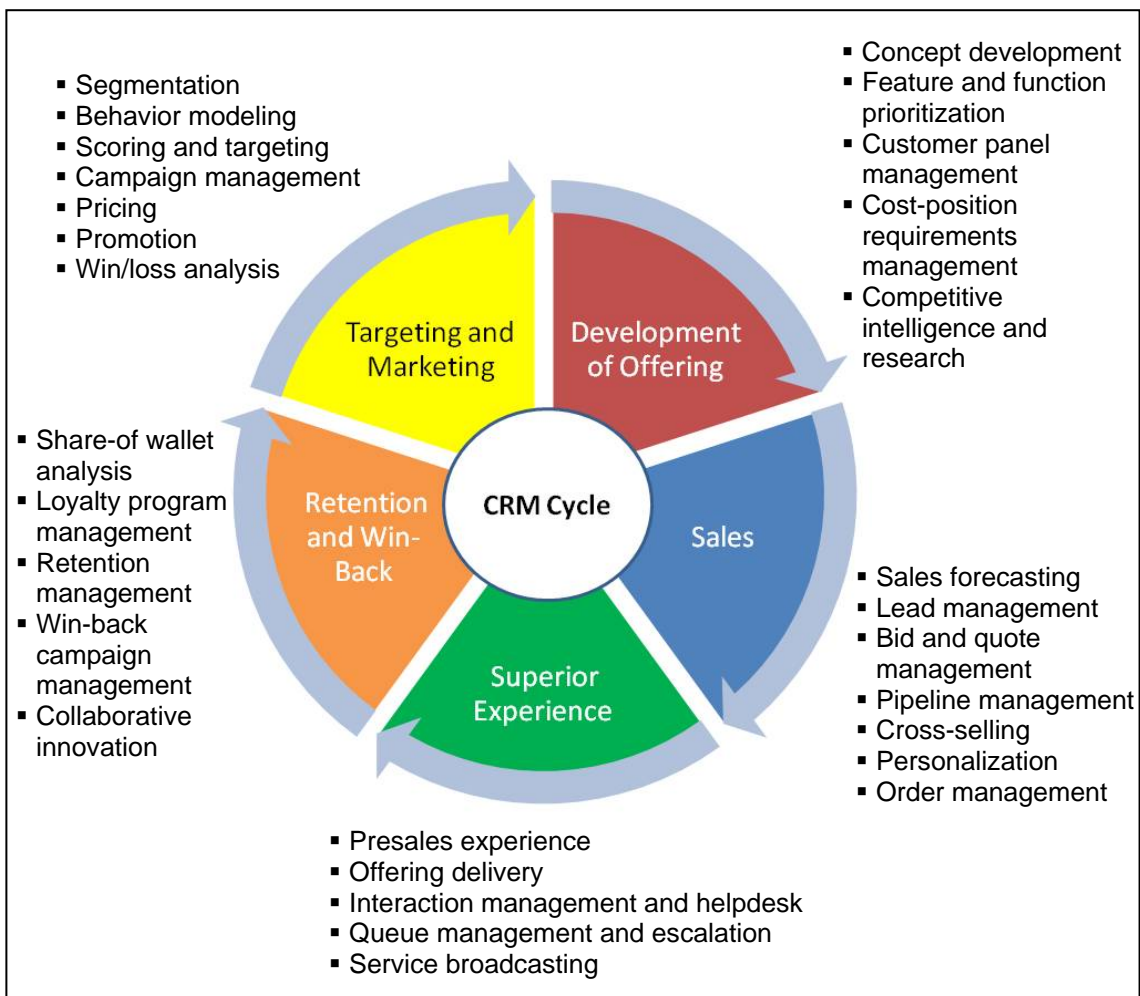 ▪ Segmentation
▪ Behavior modeling
▪ Scoring and targeting
▪ Campaign management
▪ Pricing
▪ Promotion
▪ Win/loss analysis
▪ Concept development
▪ Feature and function
prioritization
▪ Customer panel
management
▪ Cost-position
requirements
management
▪ Competitive
intelligence and
research
Targeting and
Marketing
Development
of Offering
▪ Share-of wallet
analysis
▪ Loyalty program
management
▪ Retention
management
▪ Win-back
campaign
management
▪ Collaborative
innovation
Retention
and Win-
Back
CRM Cycle
Sales
▪ Sales forecasting
▪ Lead management
▪ Bid and quote
management
▪ Pipeline management
▪ Cross-selling
▪ Personalization
▪ Order management
Superior
Experience
▪ Presales experience
▪ Offering delivery
▪ Interaction management and helpdesk
▪ Queue management and escalation
▪ Service broadcasting